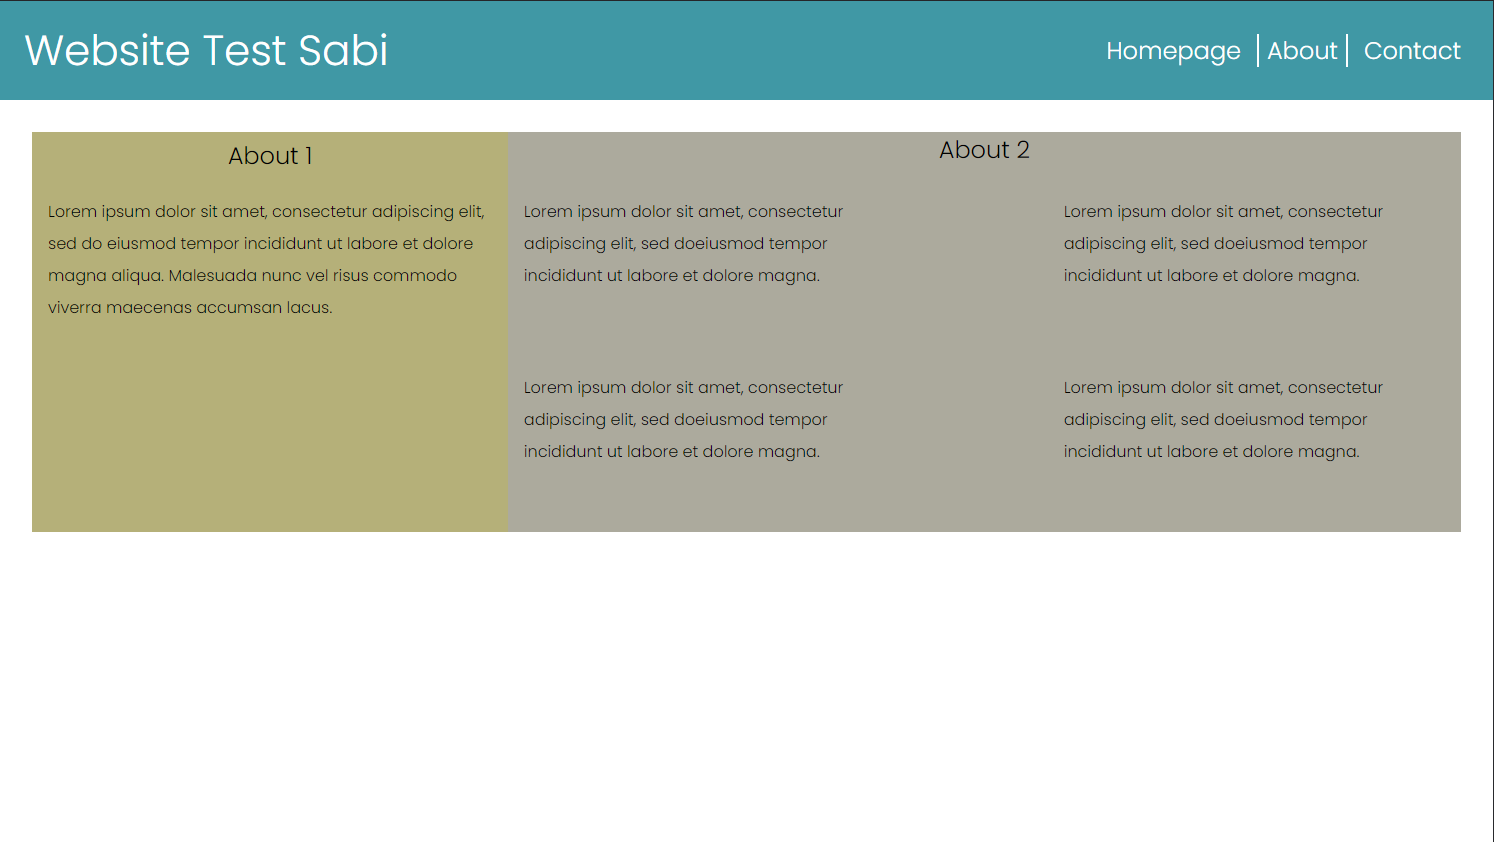 Website Test Sabi
Homepage
About
Contact
About 1
Lorem ipsum dolor sit amet, consectetur adipiscing elit,
sed do eiusmod tempor incididunt ut labore et dolore
magna aliqua. Malesuada nunc vel risus commodo
viverra maecenas accumsan lacus.
About 2
Lorem ipsum dolor sit amet, consectetur
adipiscing elit, sed doeiusmod tempor
incididunt ut labore et dolore magna.
Lorem ipsum dolor sit amet, consectetur
adipiscing elit, sed doeiusmod tempor
incididunt ut labore et dolore magna.
Lorem ipsum dolor sit amet, consectetur
adipiscing elit, sed doeiusmod tempor
incididunt ut labore et dolore magna.
Lorem ipsum dolor sit amet, consectetur
adipiscing elit, sed doeiusmod tempor
incididunt ut labore et dolore magna.